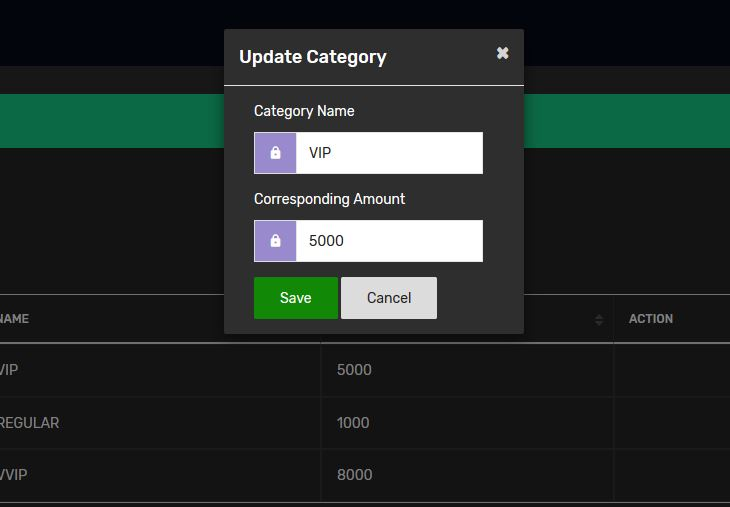 Update Category
Category Name
VIP
Corresponding Amount
5000
Save Cancel
NAME ACTION
VIP 5000
REGULAR 1000
VVIP 8000